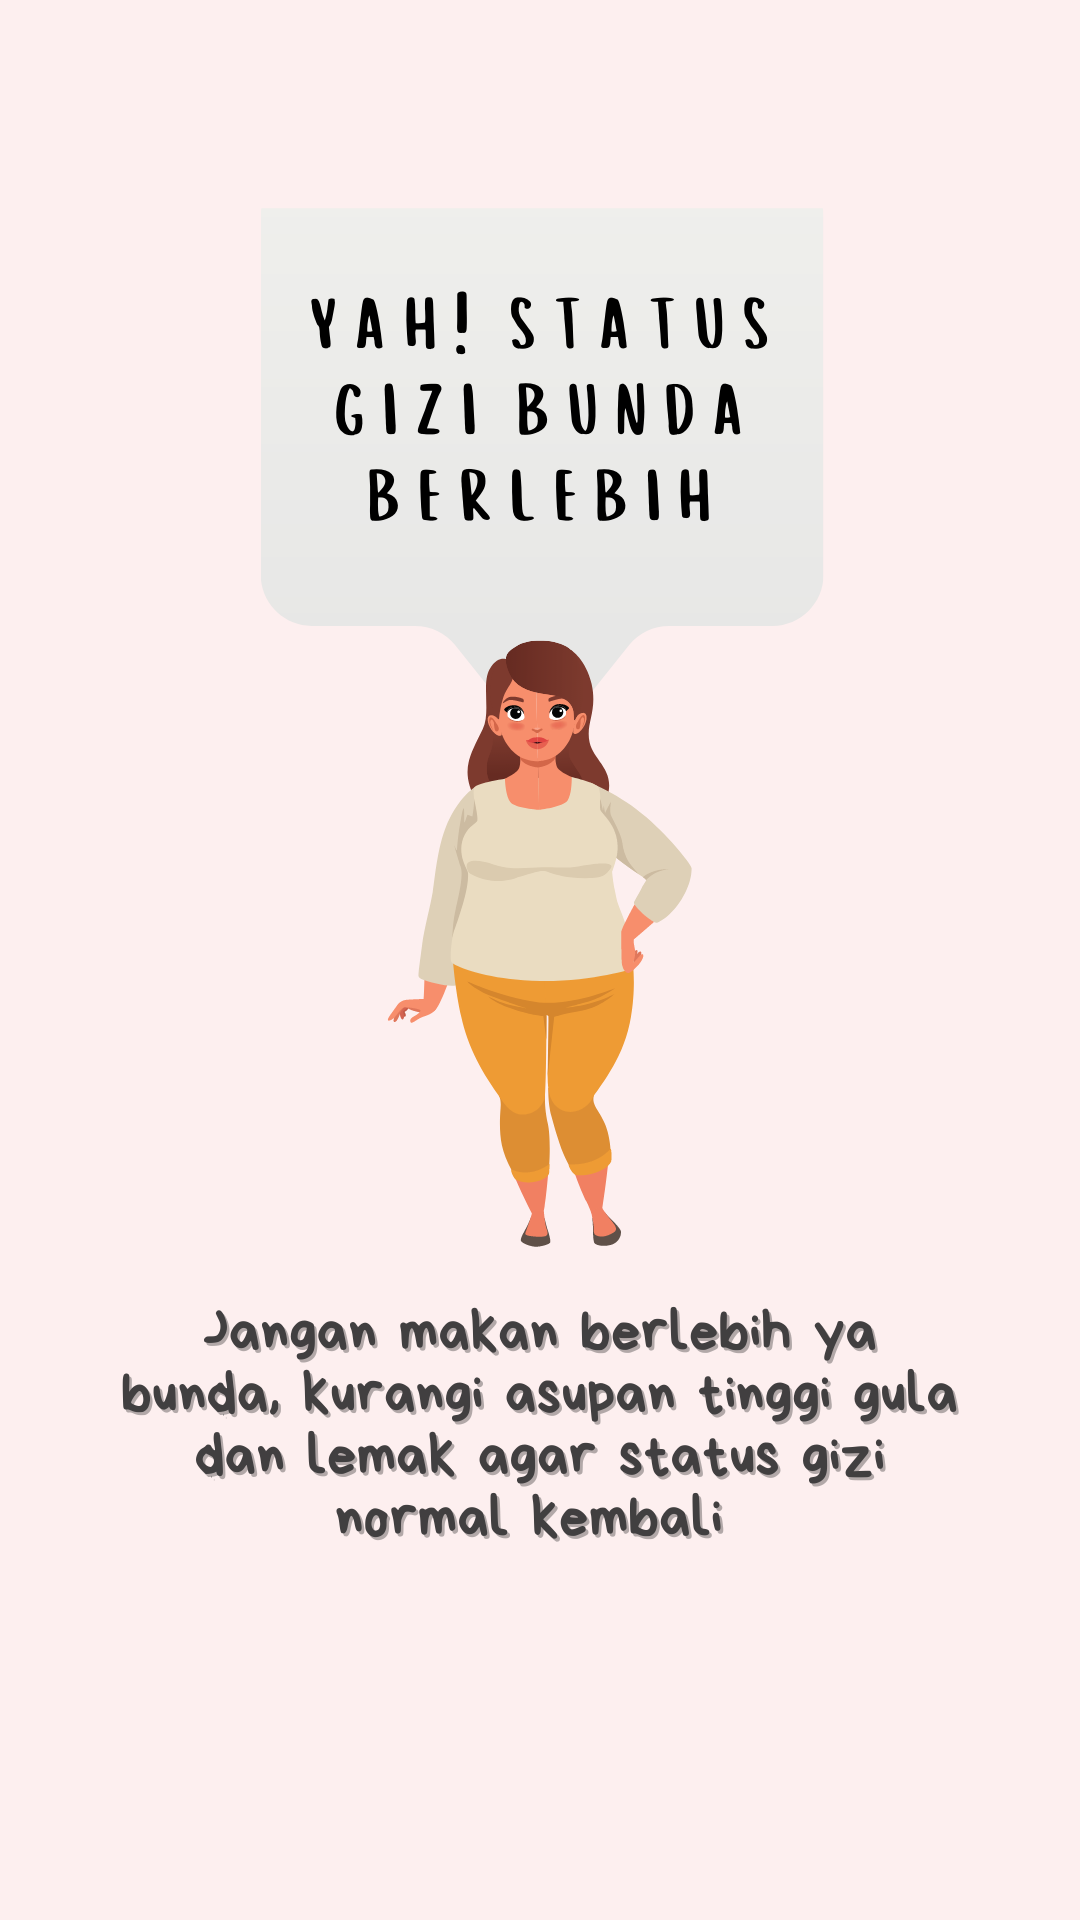 YAH! STATUS
GIZI BUNDA
BERLEBIH
Jangan makan berlebih ya
bunda, kurangi asupan tinggi gula
dan lemak agar status gizi
normal kembali